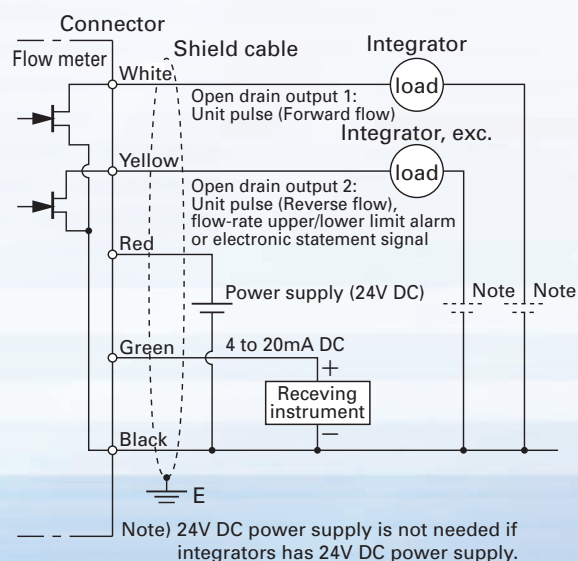 Connector
Flow meter
Shield cable
Integrator
White
load
Open drain output 1:
Unit pulse (Forward flow)
Integrator, exc.
Yellow
load
Open drain output 2:
Unit pulse (Reverse flow),
flow-rate upper/lower limit alarm
or electronic statement signal
Red
Power supply (24V DC)
Note
Note
Green
4 to 20mA DC
+
Receving
instrument
−
Black
E
Note) 24V DC power supply is not needed if
integrators has 24V DC power supply.